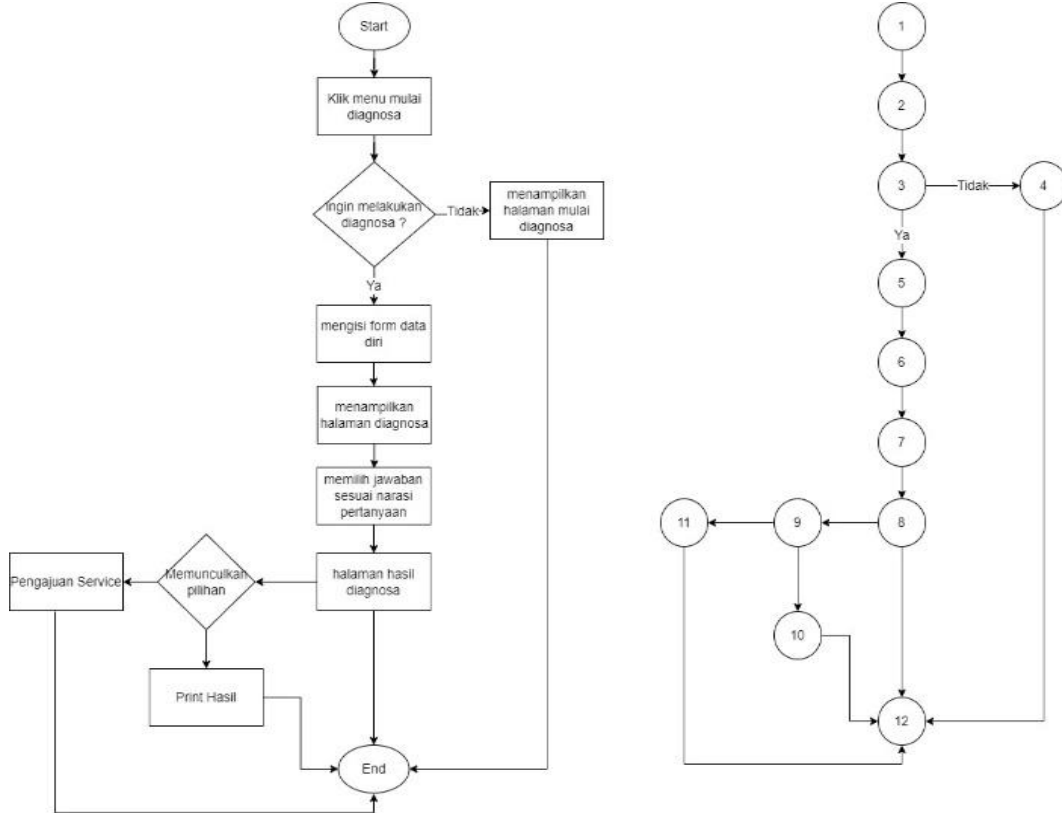 Start
Klik menu mulai
diagnosa
Ingin melakukan
diagnosa ?
Tidak
menampilkan
halaman mulai
diagnosa
Ya
mengisi form data
diri
menampilkan
halaman diagnosa
memilih jawaban
sesuai narasi
pertanyaan
halaman hasil
diagnosa
Memunculkan
pilihan
Pengajuan Service
Print Hasil
End
1
2
3
Tidak
4
Ya
5
6
7
8
9
11
10
12